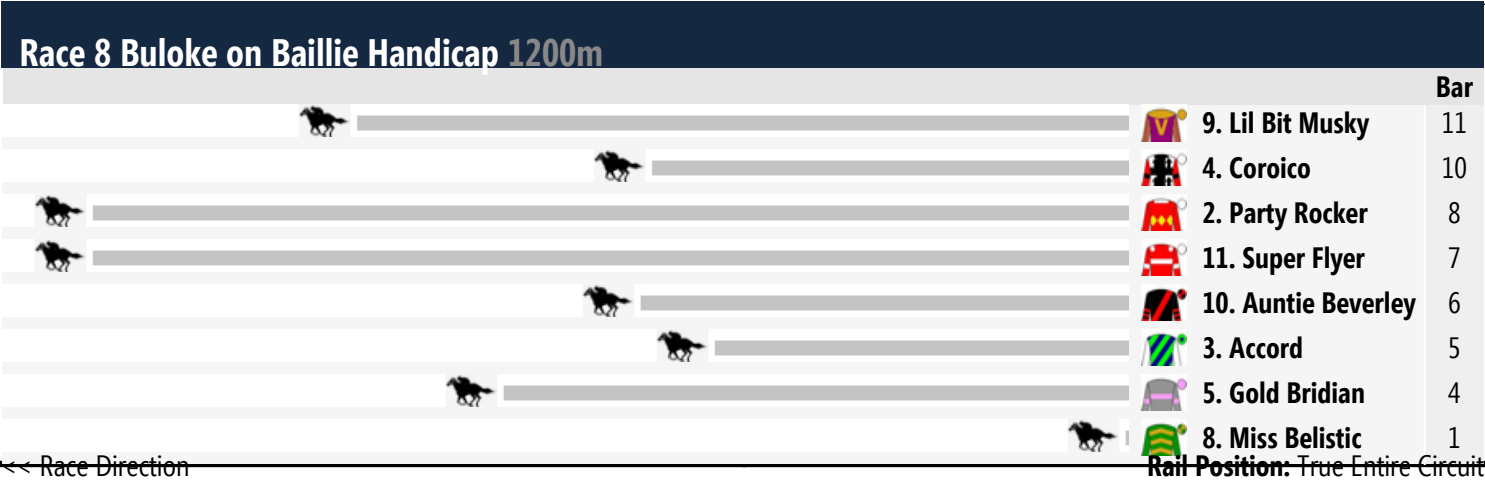 Race 8 Buloke on Baillie Handicap 1200m
Bar
9. Lil Bit Musky 11
4. Coroico 10
2. Party Rocker 8
11. Super Flyer 7
10. Auntie Beverley 6
3. Accord 5
5. Gold Bridian 4
8. Miss Belistic 1
<< Race Direction Rail Position: True Entire Circuit